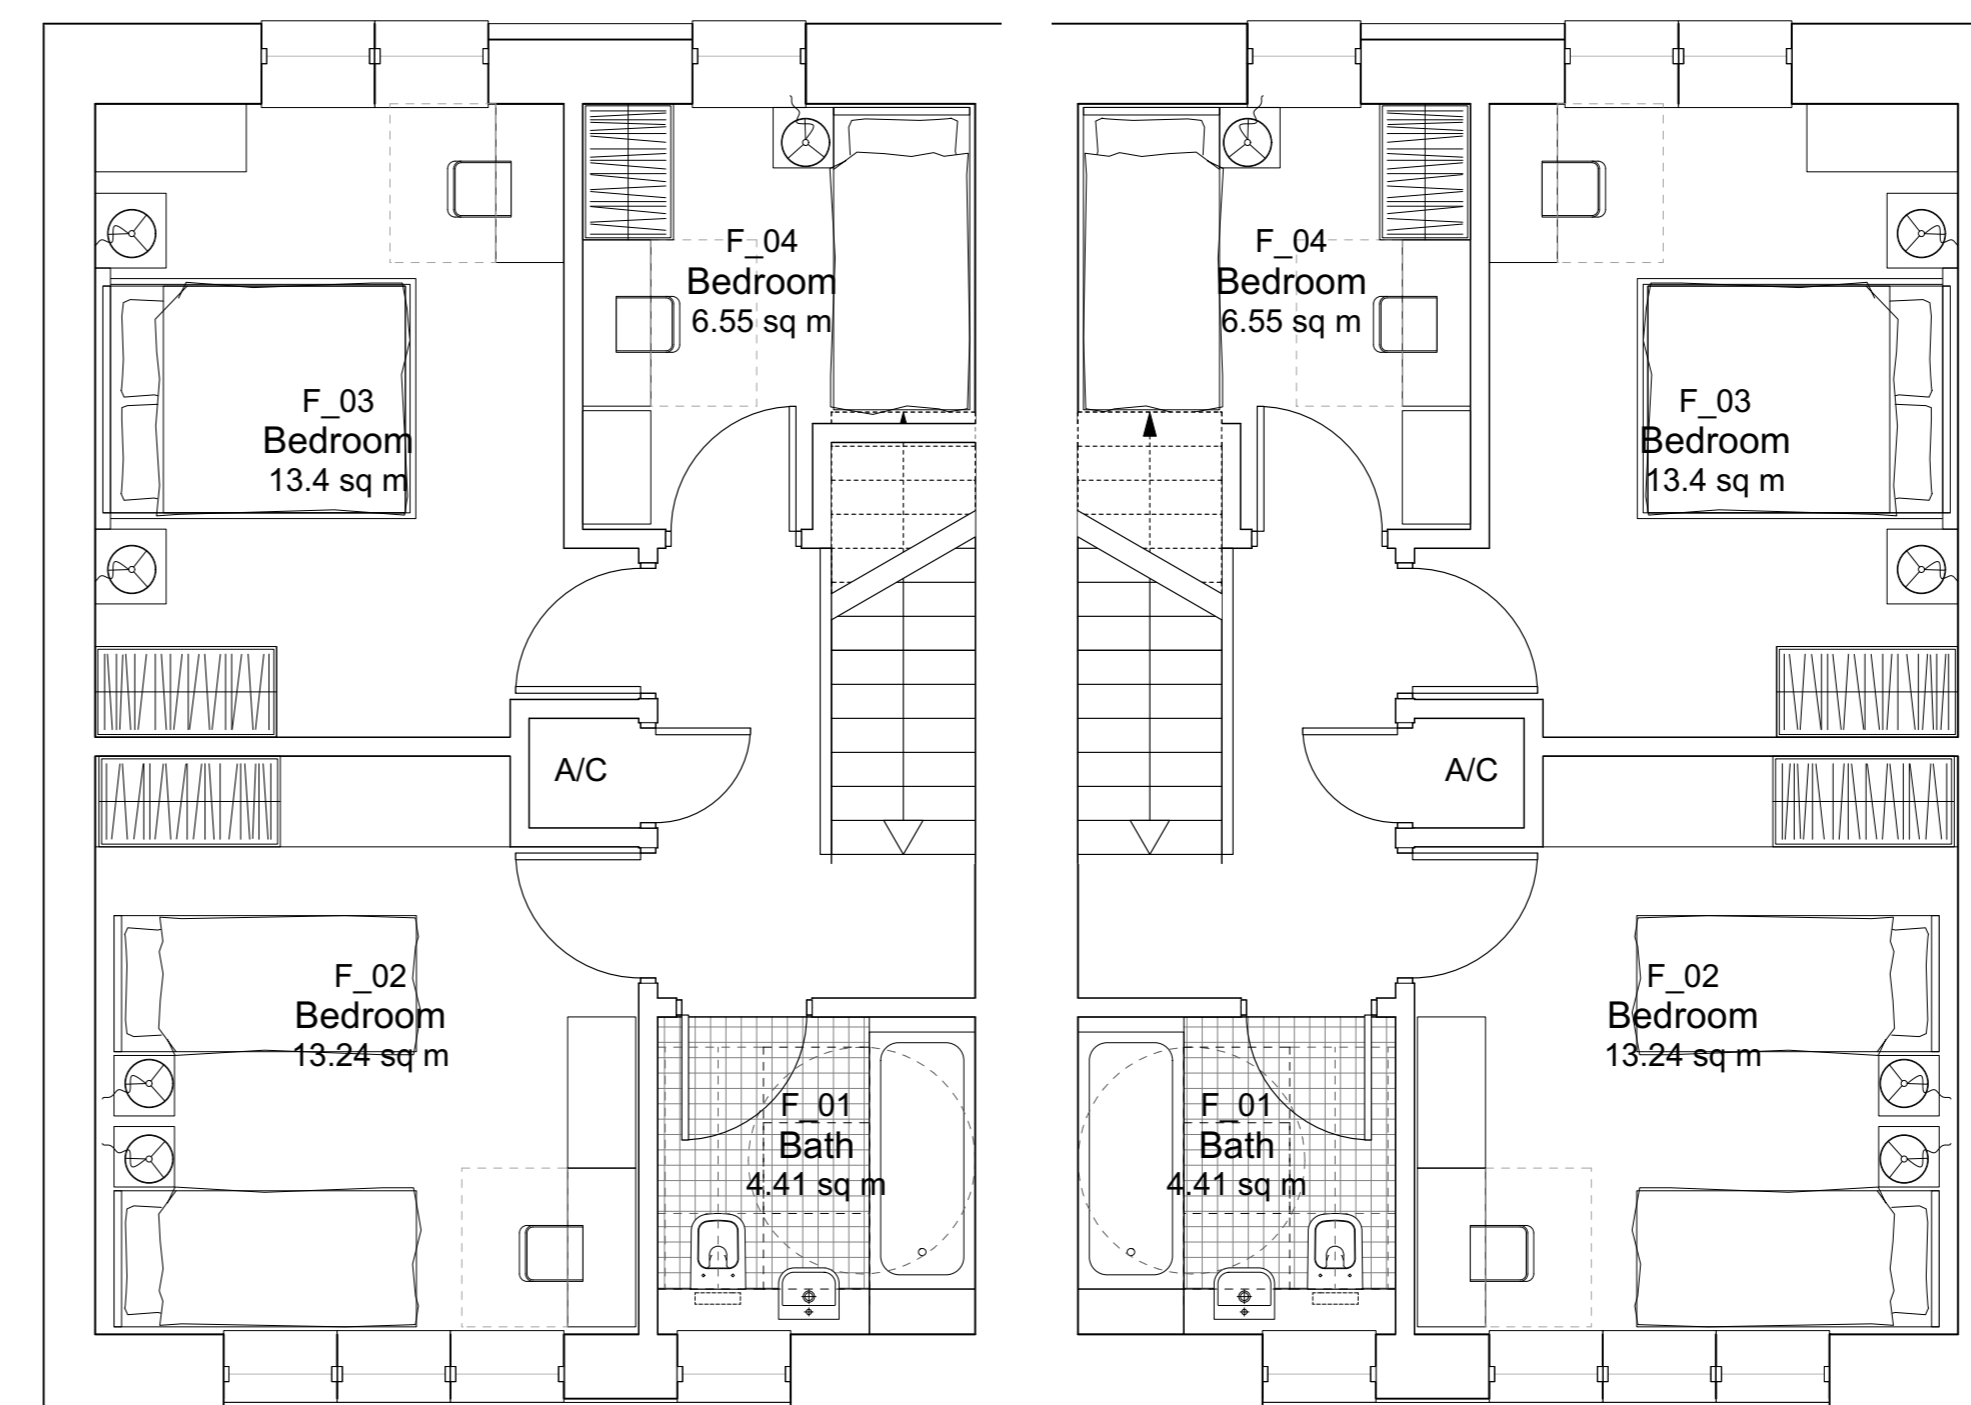 F_04
Bedroom
6.55 sq m
F_04
Bedroom
6.55 sq m
F_03
Bedroom
13.4 sq m
F_03
Bedroom
13.4 sq m
A/C
A/C
F_02
Bedroom
13.24 sq m
F_02
Bedroom
13.24 sq m
F_01
Bath
4.41 sq m
F_01
Bath
4.41 sq m